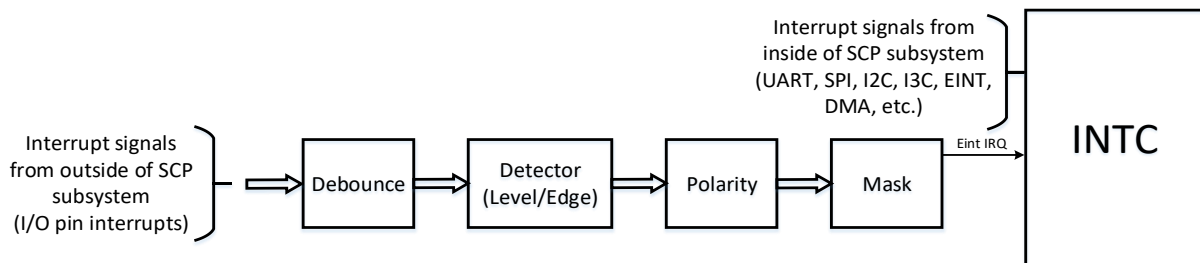 Interrupt signals from
inside of SCP subsystem
(UART, SPI, I2C, I3C, EINT,
DMA, etc.)
INTC
Interrupt signals
from outside of SCP
subsystem
(I/O pin interrupts)
Debounce
Detector
(Level/Edge)
Polarity
Mask
Eint IRQ